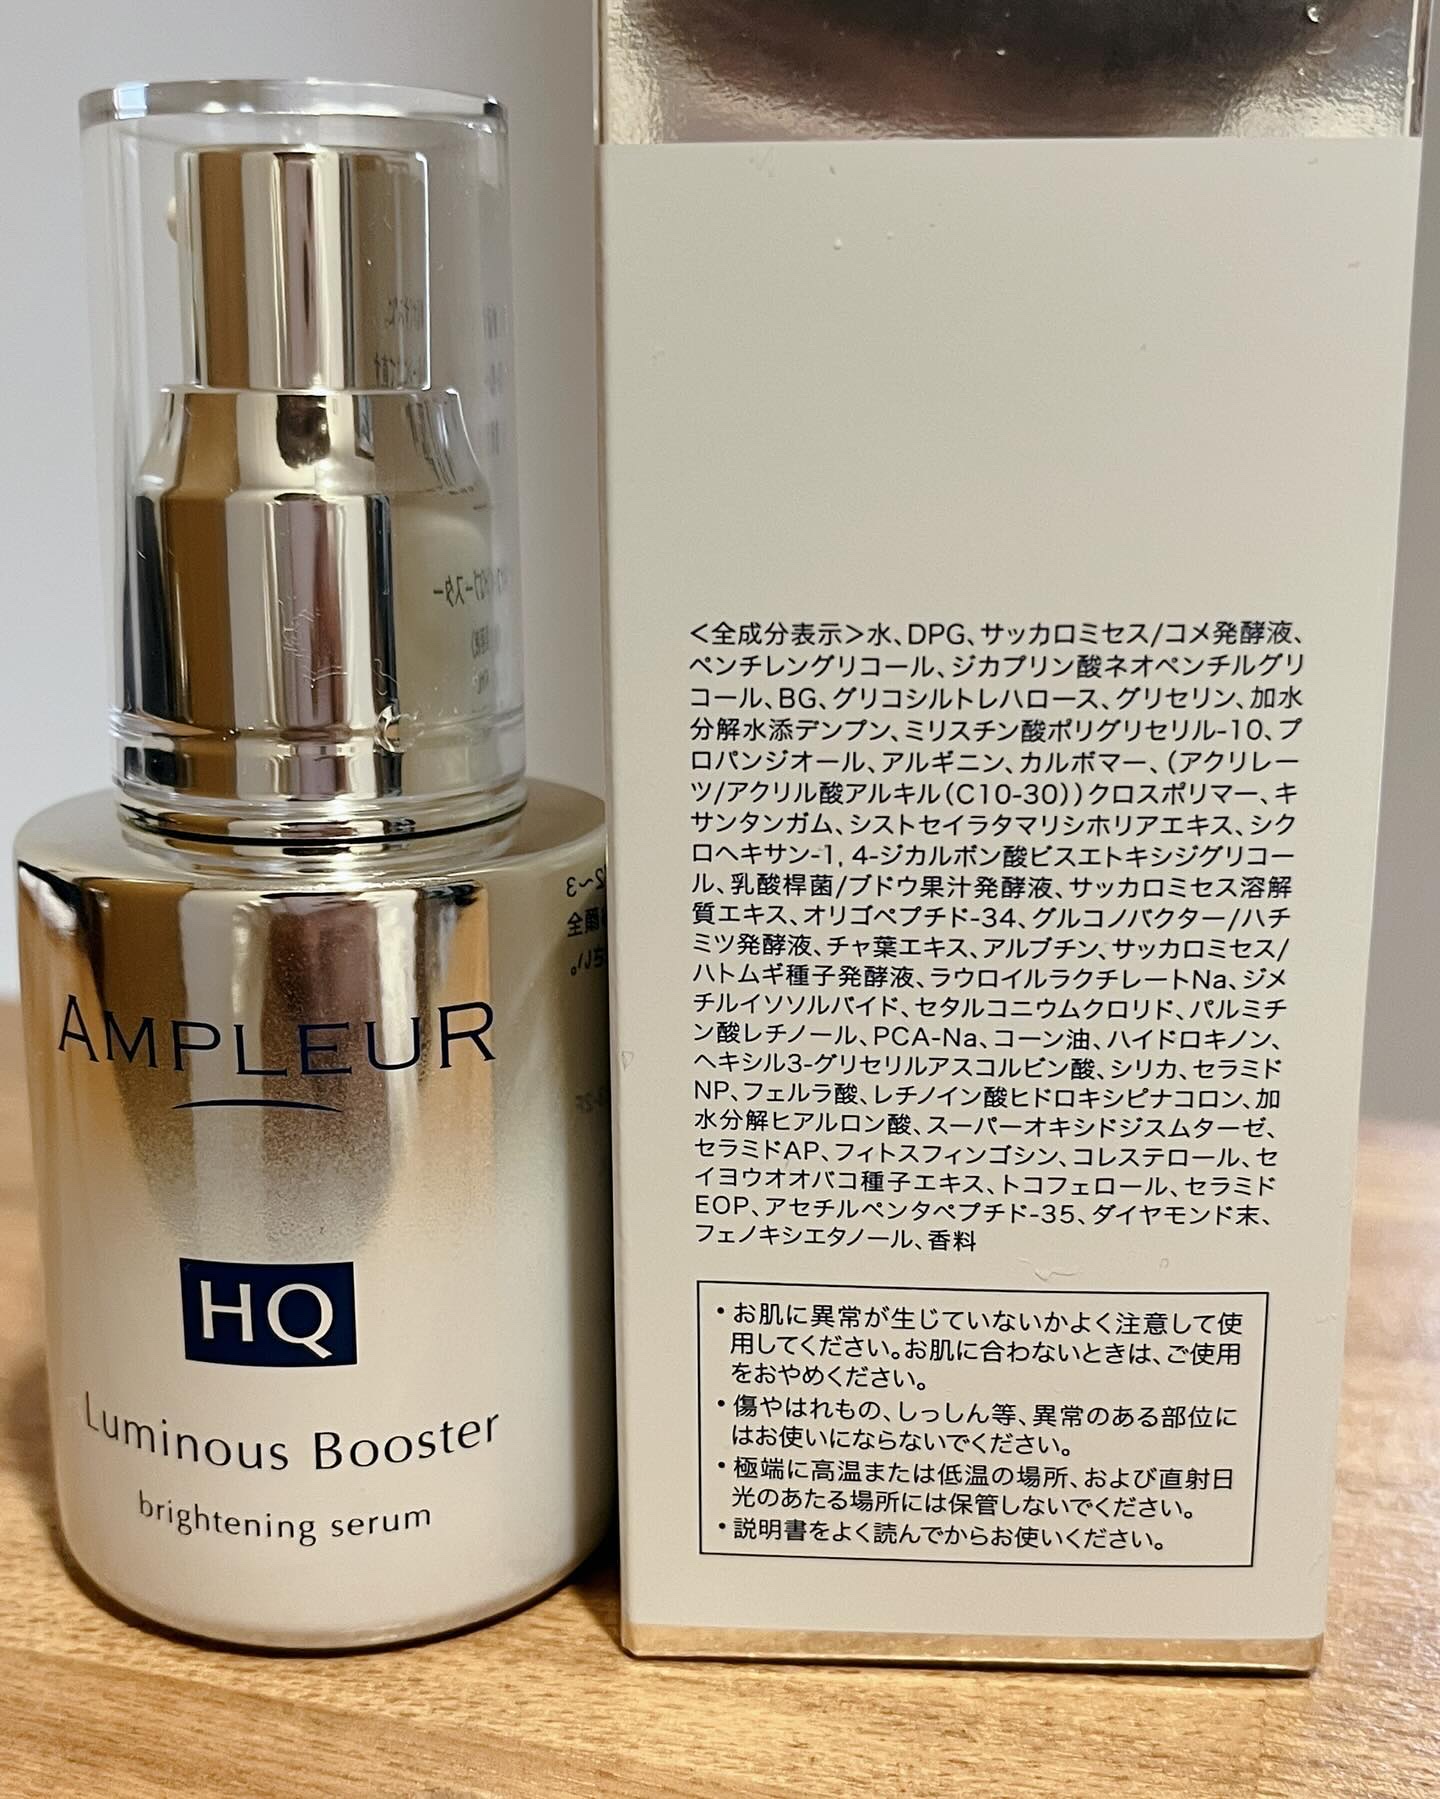 AMPLEUR
HQ
Luminous Booster
brightening serum
<全成分表示>水、DPG、サッカロミセス/コメ発酵液、
ペンチレングリコール、ジカプリン酸ネオペンチルグリ
コール、BG、グリコシルトレハロース、グリセリン、加水
分解水添デンプン、ミリスチン酸ポリグリセリル-10、プ
ロパンジオール、アルギニン、カルボマー、(アクリレー
ツ/アクリル酸アルキル(C10-30))クロスポリマー、キ
サンタンガム、シストセイラタマリシホリアエキス、シク
ロヘキサン-1, 4-ジカルボン酸ビスエトキシジグリコー
ル、乳酸桿菌/ブドウ果汁発酵液、サッカロミセス溶解
質エキス、オリゴペプチド-34、グルコノバクター/ハチ
ミツ発酵液、チャ葉エキス、アルブチン、サッカロミセス/
ハトムギ種子発酵液、ラウロイルラクチレートNa、ジメ
チルイソソルバイド、セタルコニウムクロリド、パルミチ
ン酸レチノール、PCA-Na、コーン油、ハイドロキノン、
ヘキシル3-グリセリルアスコルビン酸、シリカ、セラミド
NP、フェルラ酸、レチノイン酸ヒドロキシピナコロン、加
水分解ヒアルロン酸、スーパーオキシドジスムターゼ、
セラミドAP、フィトスフィンゴシン、コレステロール、セ
イヨウオオバコ種子エキス、トコフェロール、セラミド
EOP、アセチルペンタペプチド-35、ダイヤモンド末、
フェノキシエタノール、香料
•お肌に異常が生じていないかよく注意して使
用してください。お肌に合わないときは、ご使用
をおやめください。
•傷やはれもの、しっしん等、異常のある部位に
はお使いにならないでください。
•極端に高温または低温の場所、および直射日
光のあたる場所には保管しないでください。
•説明書をよく読んでからお使いください。